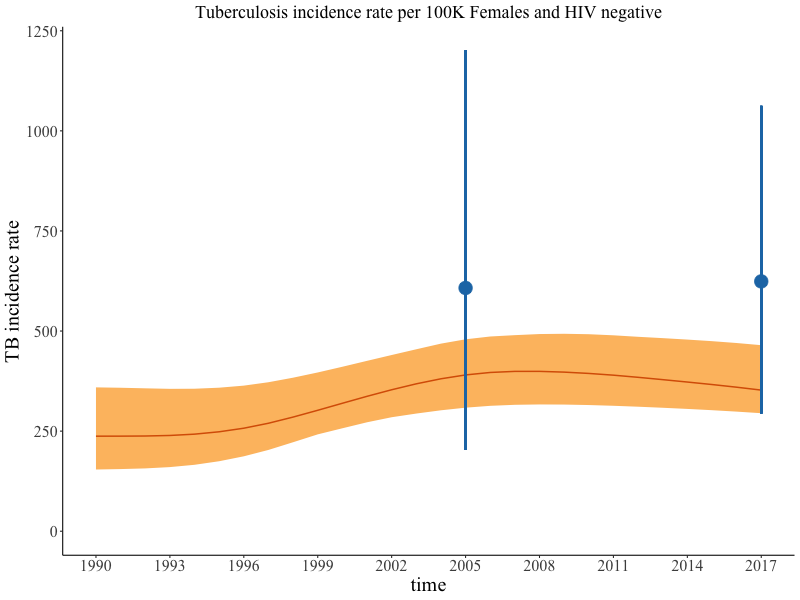 Tuberculosis incidence rate per 100K Females and HIV negative
TB incidence rate
1250
1000
750
500
250
0
1990 1993 1996 1999 2002 2005 2008 2011 2014 2017
time